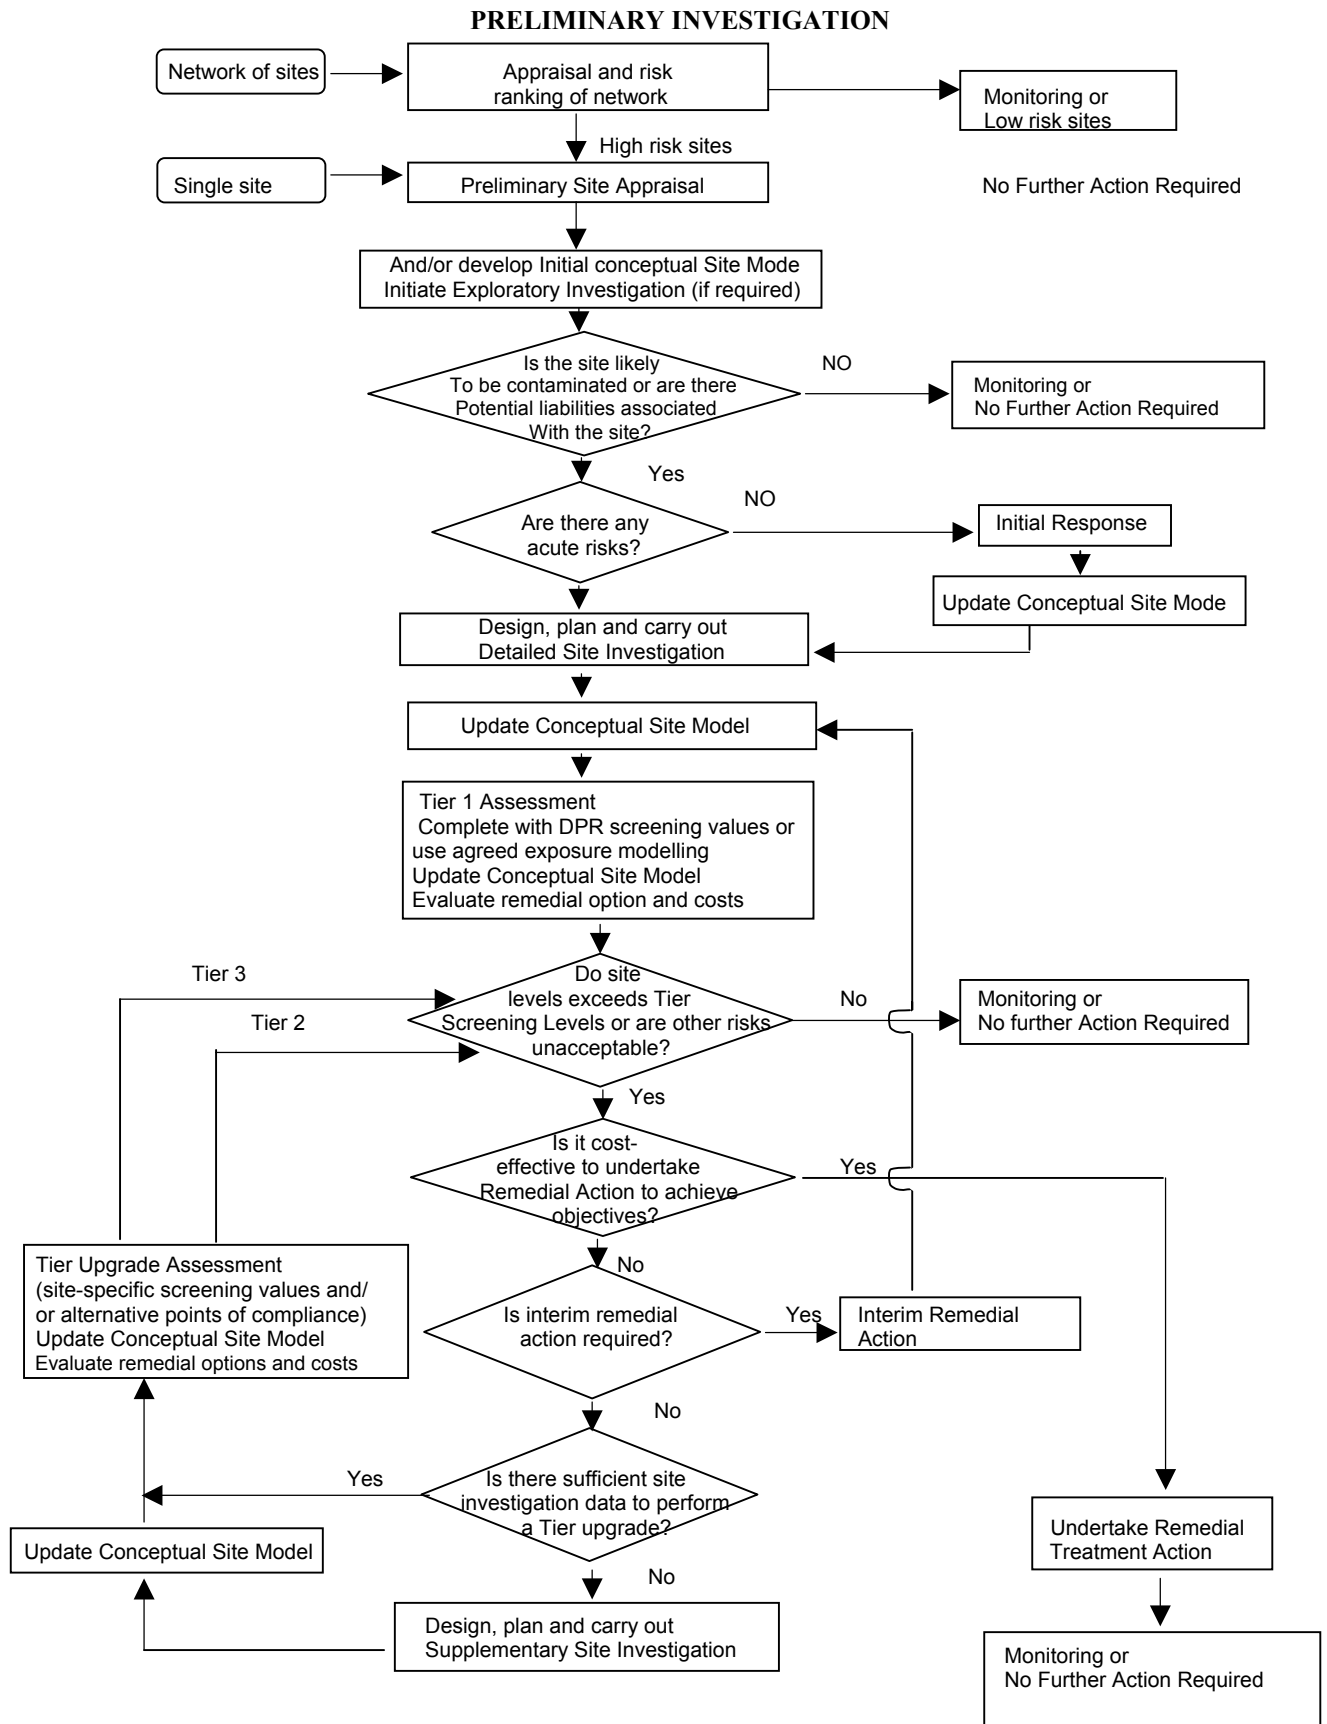 PRELIMINARY INVESTIGATION
Network of sites
Appraisal and risk
ranking of network
Monitoring or
Low risk sites
High risk sites
Single site
Preliminary Site Appraisal
No Further Action Required
And/or develop Initial conceptual Site Mode
Initiate Exploratory Investigation (if required)
Is the site likely
To be contaminated or are there
Potential liabilities associated
With the site?
NO
Monitoring or
No Further Action Required
Yes
Are there any
acute risks?
NO
Initial Response
Update Conceptual Site Mode
Design, plan and carry out
Detailed Site Investigation
Update Conceptual Site Model
Tier 1 Assessment
Complete with DPR screening values or
use agreed exposure modelling
Update Conceptual Site Model
Evaluate remedial option and costs
Tier 3
Tier 2
Do site
levels exceeds Tier
Screening Levels or are other risks
unacceptable?
No
Monitoring or
No further Action Required
Yes
Is it cost-
effective to undertake
Remedial Action to achieve
objectives?
Yes
No
Tier Upgrade Assessment
(site-specific screening values and/
or alternative points of compliance)
Update Conceptual Site Model
Evaluate remedial options and costs
Is interim remedial
action required?
Yes
Interim Remedial
Action
No
Is there sufficient site
investigation data to perform
a Tier upgrade?
Yes
Update Conceptual Site Model
No
Design, plan and carry out
Supplementary Site Investigation
Undertake Remedial
Treatment Action
Monitoring or
No Further Action Required